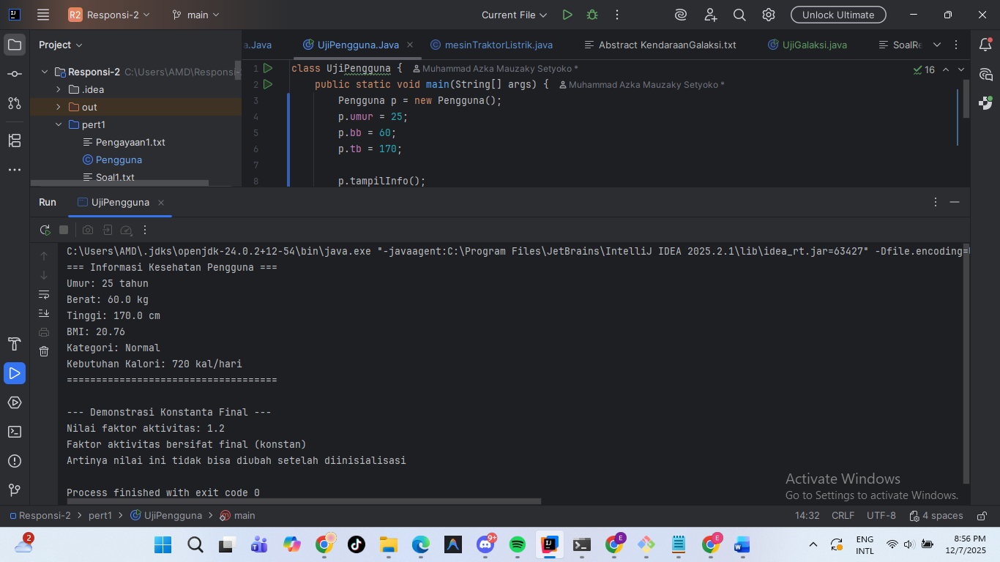 R2 Responsi-2 main Current File Unlock Ultimate
Project
a.Java UjiPengguna.Java mesinTraktorListrik.java Abstract KendaraanGalaksi.txt UjiGalaksi.java SoalRe
Responsi-2 C:\Users\AMD\Responsi-
.idea
out
pert1
Pengayaan1.txt
Pengguna
Soal1.txt
1 class UjiPengguna { Muhammad Azka Mauzaky Setyoko * 16
2 public static void main(String[] args) { Muhammad Azka Mauzaky Setyoko *
3 Pengguna p = new Pengguna();
4 p.umur = 25;
5 p.bb = 60;
6 p.tb = 170;
7
8 p.tampilInfo();
Run UjiPengguna
C:\Users\AMD\.jdks\openjdk-24.0.2+12-54\bin\java.exe "-javaagent:C:\Program Files\JetBrains\IntelliJ IDEA 2025.2.1\lib\idea_rt.jar=63427" -Dfile.encoding=
=== Informasi Kesehatan Pengguna ===
Umur: 25 tahun
Berat: 60.0 kg
Tinggi: 170.0 cm
BMI: 20.76
Kategori: Normal
Kebutuhan Kalori: 720 kal/hari
====================================
--- Demonstrasi Konstanta Final ---
Nilai faktor aktivitas: 1.2
Faktor aktivitas bersifat final (konstan)
Artinya nilai ini tidak bisa diubah setelah diinisialisasi
Process finished with exit code 0
Activate Windows
Go to Settings to activate Windows.
Responsi-2 > pert1 > UjiPengguna > main 14:32 CRLF UTF-8 4 spaces
2 9+ E E ENG 8:56 PM
INTL 12/7/2025